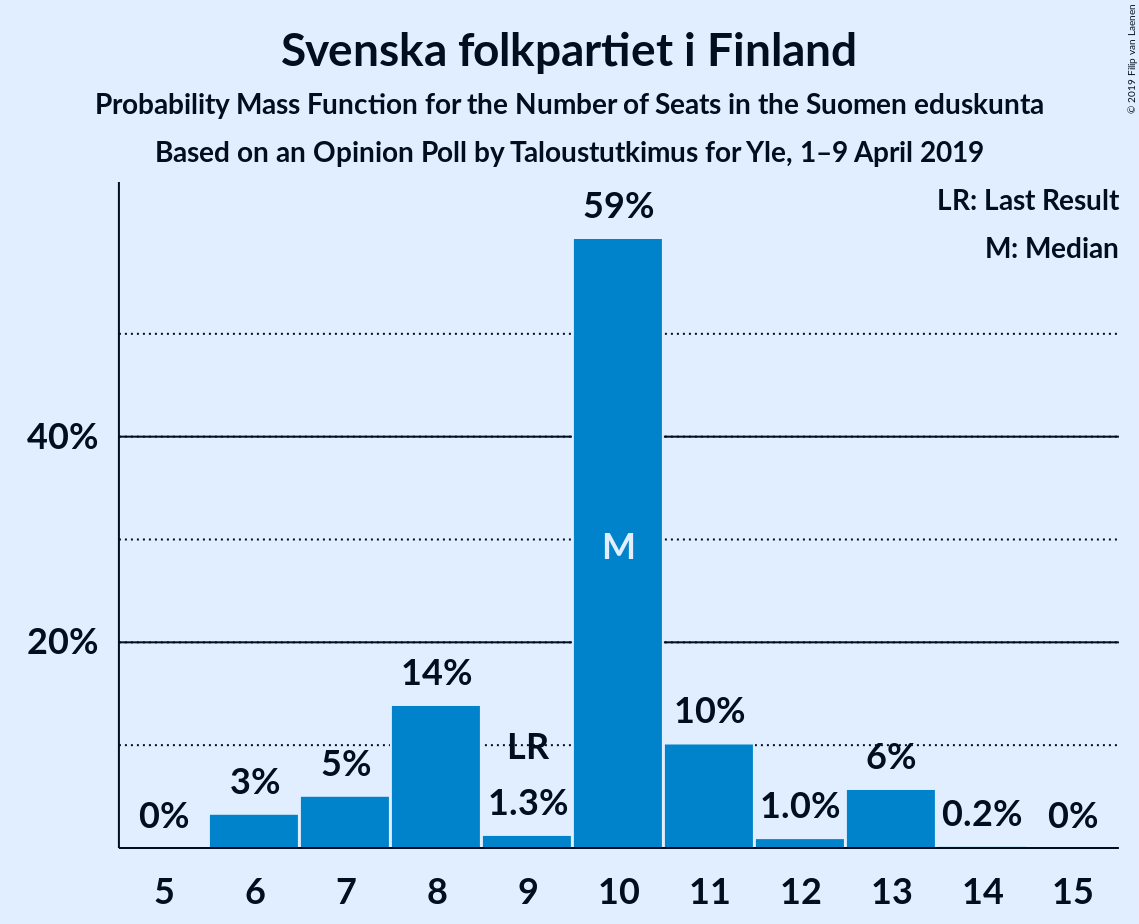 Svenska folkpartiet i Finland
Probability Mass Function for the Number of Seats in the Suomen eduskunta
Based on an Opinion Poll by Taloustutkimus for Yle, 1–9 April 2019
© 2019 Filip van Laenen
LR: Last Result
M: Median
59%
40%
M
20%
14%
10%
LR
6%
5%
3%
1.3%
1.0%
0.2%
0%
0%
5 6 7 8 9 10 11 12 13 14 15